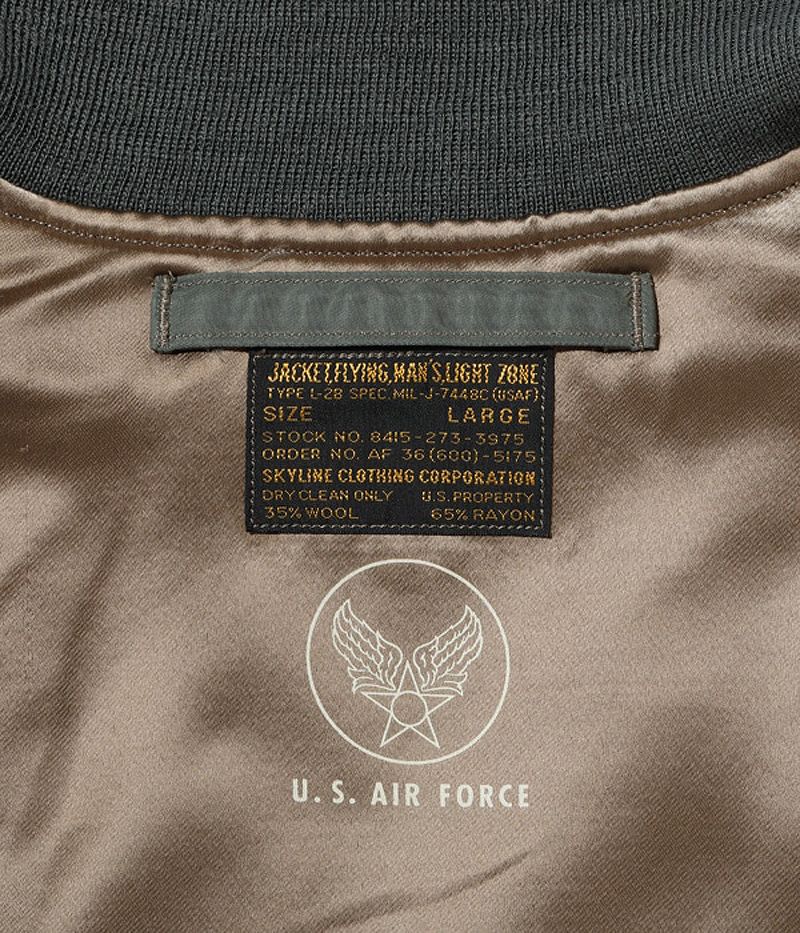 JACKET,FLYING,MAN'S,LIGHT ZONE
TYPE L-2B SPEC. MIL-J-7448C (USAF)
SIZE LARGE
STOCK NO. 8415-273-3975
ORDER NO. AF 36(600)-5175
SKYLINE CLOTHING CORPORATION
DRY CLEAN ONLY U.S. PROPERTY
35% WOOL 65% RAYON
U. S. AIR FORCE